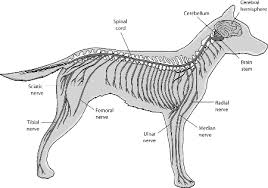 Cerebral
hemisphere
Cerebellum
Spinal
cord
Brain
stem
Sciatic
nerve
Femoral
nerve
Radial
nerve
Tibial
nerve
Ulnar
nerve
Median
nerve